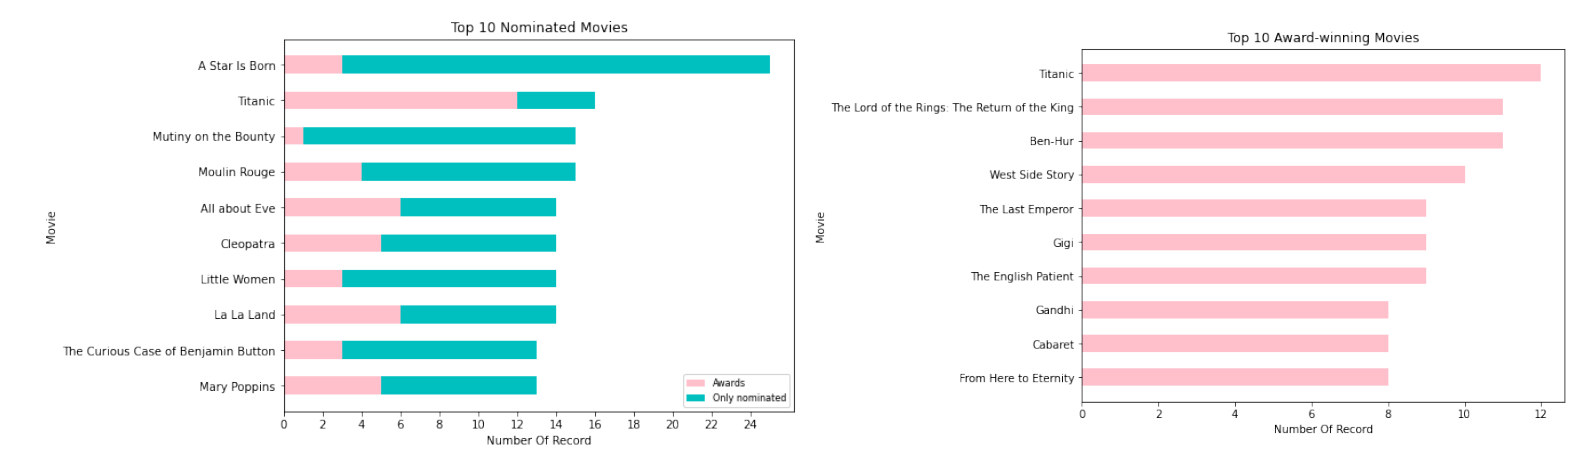 Top 10 Nominated Movies
A Star Is Born
Titanic
Mutiny on the Bounty
Moulin Rouge
All about Eve
Cleopatra
Little Women
La La Land
The Curious Case of Benjamin Button
Mary Poppins
Movie
Awards
Only nominated
0 2 4 6 8 10 12 14 16 18 20 22 24
Number Of Record
Top 10 Award-winning Movies
Titanic
The Lord of the Rings: The Return of the King
Ben-Hur
West Side Story
The Last Emperor
Gigi
The English Patient
Gandhi
Cabaret
From Here to Eternity
Movie
0 2 4 6 8 10 12
Number Of Record